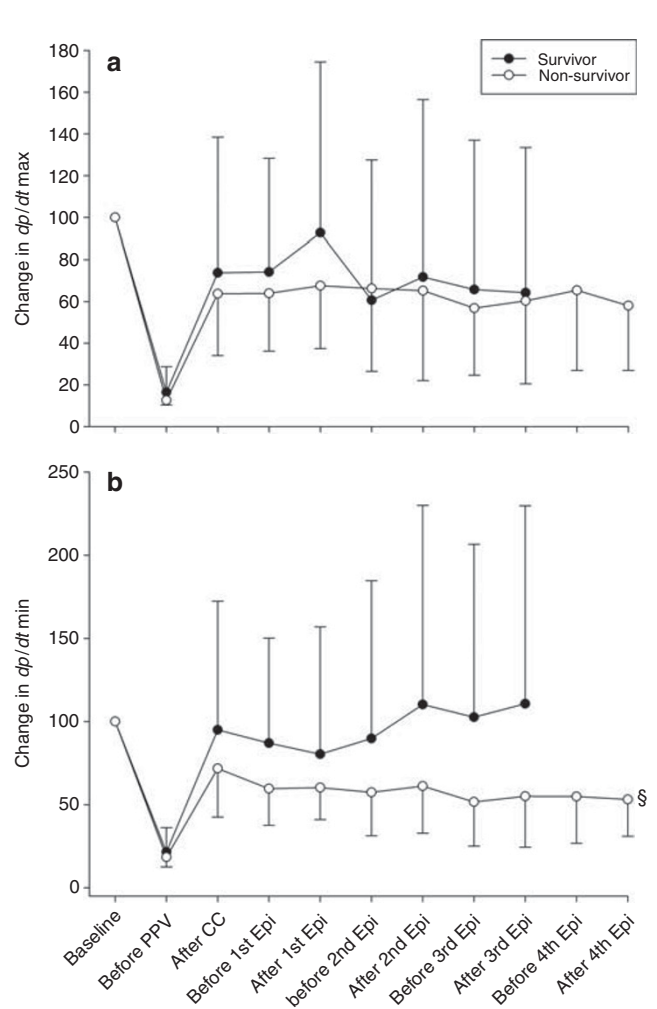 180
160
140
120
100
80
60
40
20
0
Change in dp/dt max
a
Survivor
Non-survivor
250
200
150
100
50
0
Change in dp/dt min
b
§
Baseline
Before PPV
After CC
Before 1st Epi
After 1st Epi
before 2nd Epi
After 2nd Epi
Before 3rd Epi
After 3rd Epi
Before 4th Epi
After 4th Epi